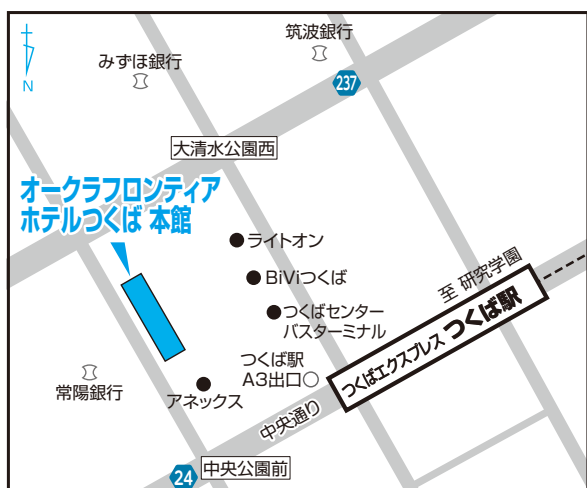 筑波銀行
みずほ銀行
N
237
大清水公園西
オークラフロンティア
ホテルつくば 本館
ライトオン
BiViつくば
至 研究学園
つくばセンター
バスターミナル
つくばエクスプレス つくば駅
つくば駅
A3出口
常陽銀行
アネックス
中央通り
24
中央公園前